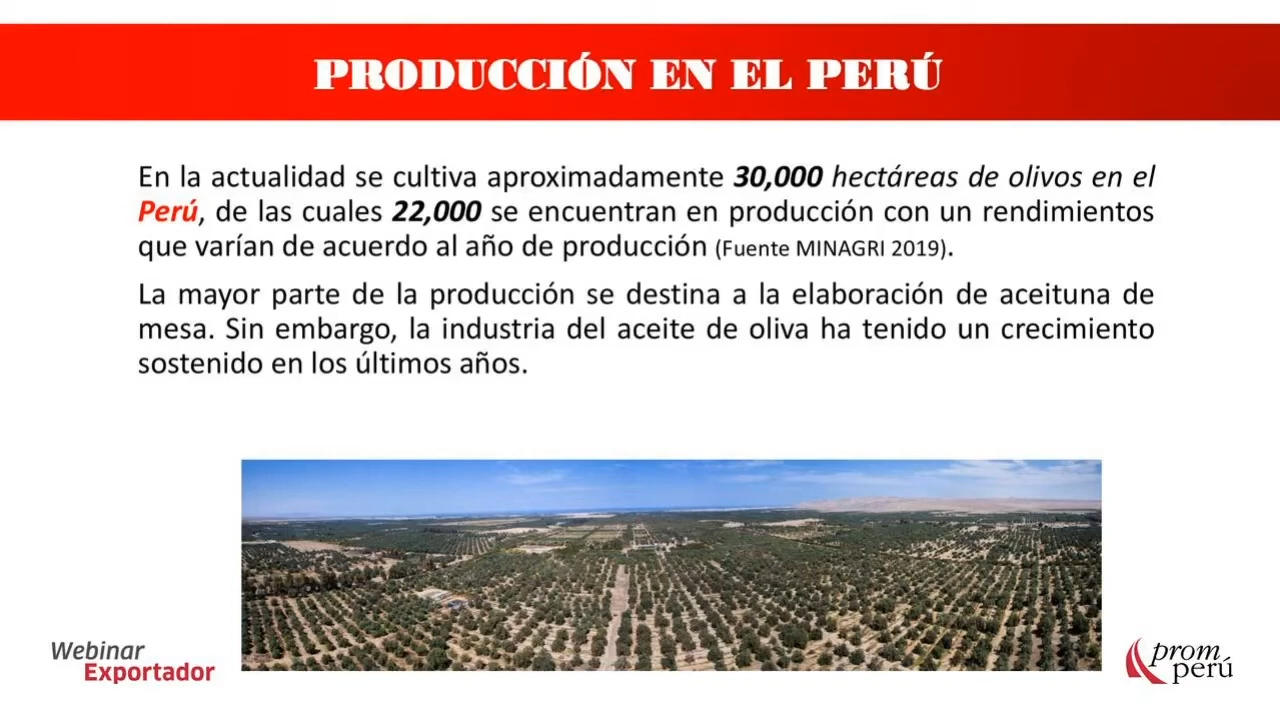 PRODUCCIÓN EN EL PERÚ
En la actualidad se cultiva aproximadamente 30,000 hectáreas de olivos en el
Perú, de las cuales 22,000 se encuentran en producción con un rendimientos
que varían de acuerdo al año de producción (Fuente MINAGRI 2019).
La mayor parte de la producción se destina a la elaboración de aceituna de
mesa. Sin embargo, la industria del aceite de oliva ha tenido un crecimiento
sostenido en los últimos años.
Webinar
Exportador
prom
perú